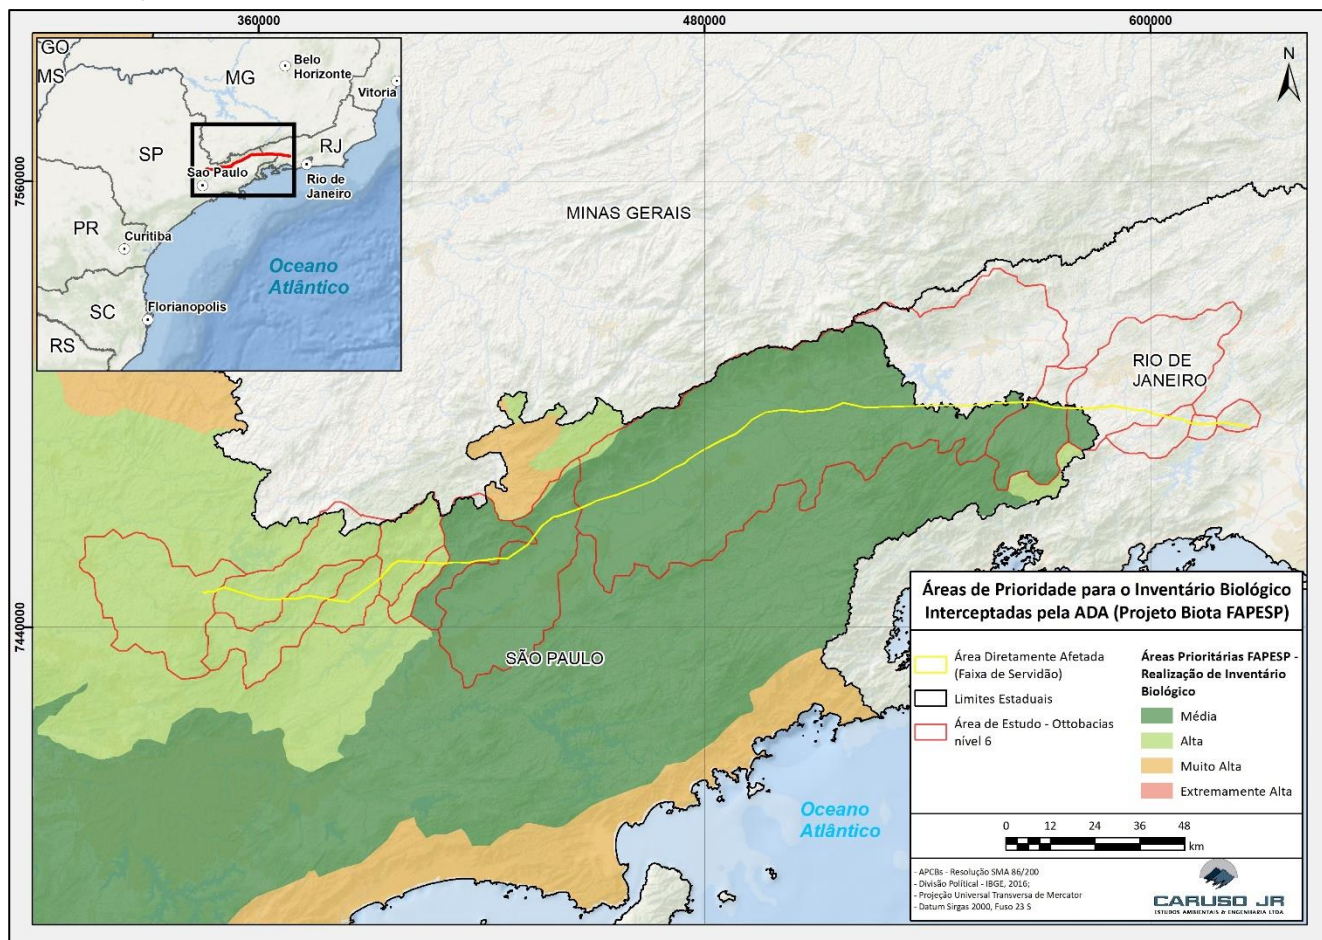 360000
480000
600000
7560000
7440000
GO
MS
MG
Belo
Horizonte
Vitoria
SP
RJ
Sao Paulo
Rio de
Janeiro
PR
Curitiba
Oceano
Atlântico
SC
Florianopolis
RS
N
MINAS GERAIS
RIO DE
JANEIRO
SÃO PAULO
Oceano
Atlântico
Áreas de Prioridade para o Inventário Biológico
Interceptadas pela ADA (Projeto Biota FAPESP)
Área Diretamente Afetada
(Faixa de Servidão)
Limites Estaduais
Área de Estudo - Ottobacias
nível 6
Áreas Prioritárias FAPESP -
Realização de Inventário
Biológico
Média
Alta
Muito Alta
Extremamente Alta
0 12 24 36 48
km
- APCBs - Resolução SMA 86/200
- Divisão Polítical - IBGE, 2016;
- Projeção Universal Transversa de Mercator
- Datum Sirgas 2000, Fuso 23 S
CARUSO JR
ESTUDOS AMBIENTAIS & ENGENHARIA LTDA